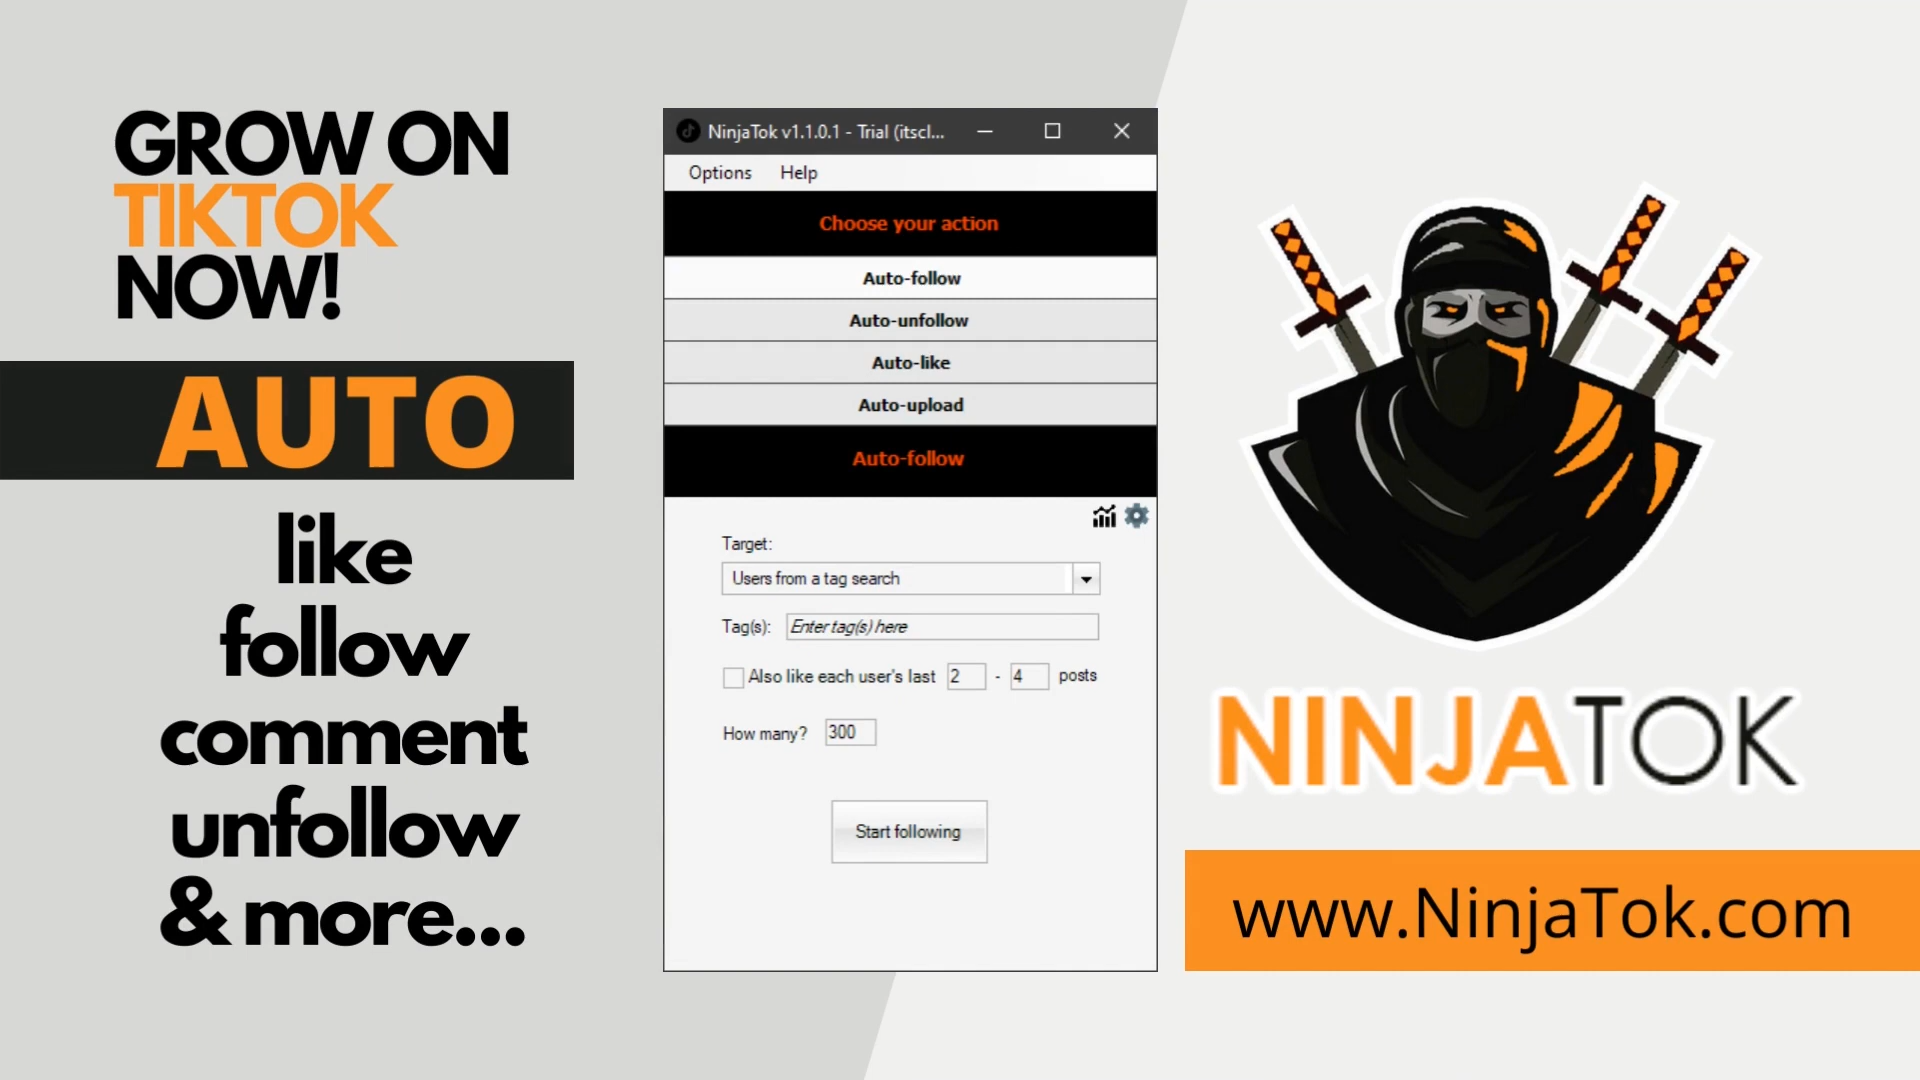 GROW ON
TIKTOK
NOW!
AUTO
like
follow
comment
unfollow
& more...
NinjaTok v1.1.0.1 - Trial (itscl...
Options Help
Choose your action
Auto-follow
Auto-unfollow
Auto-like
Auto-upload
Auto-follow
Target:
Users from a tag search
Tag(s): Enter tag(s) here
Also like each user's last 2 - 4 posts
How many? 300
Start following
NINJATOK
www.NinjaTok.com